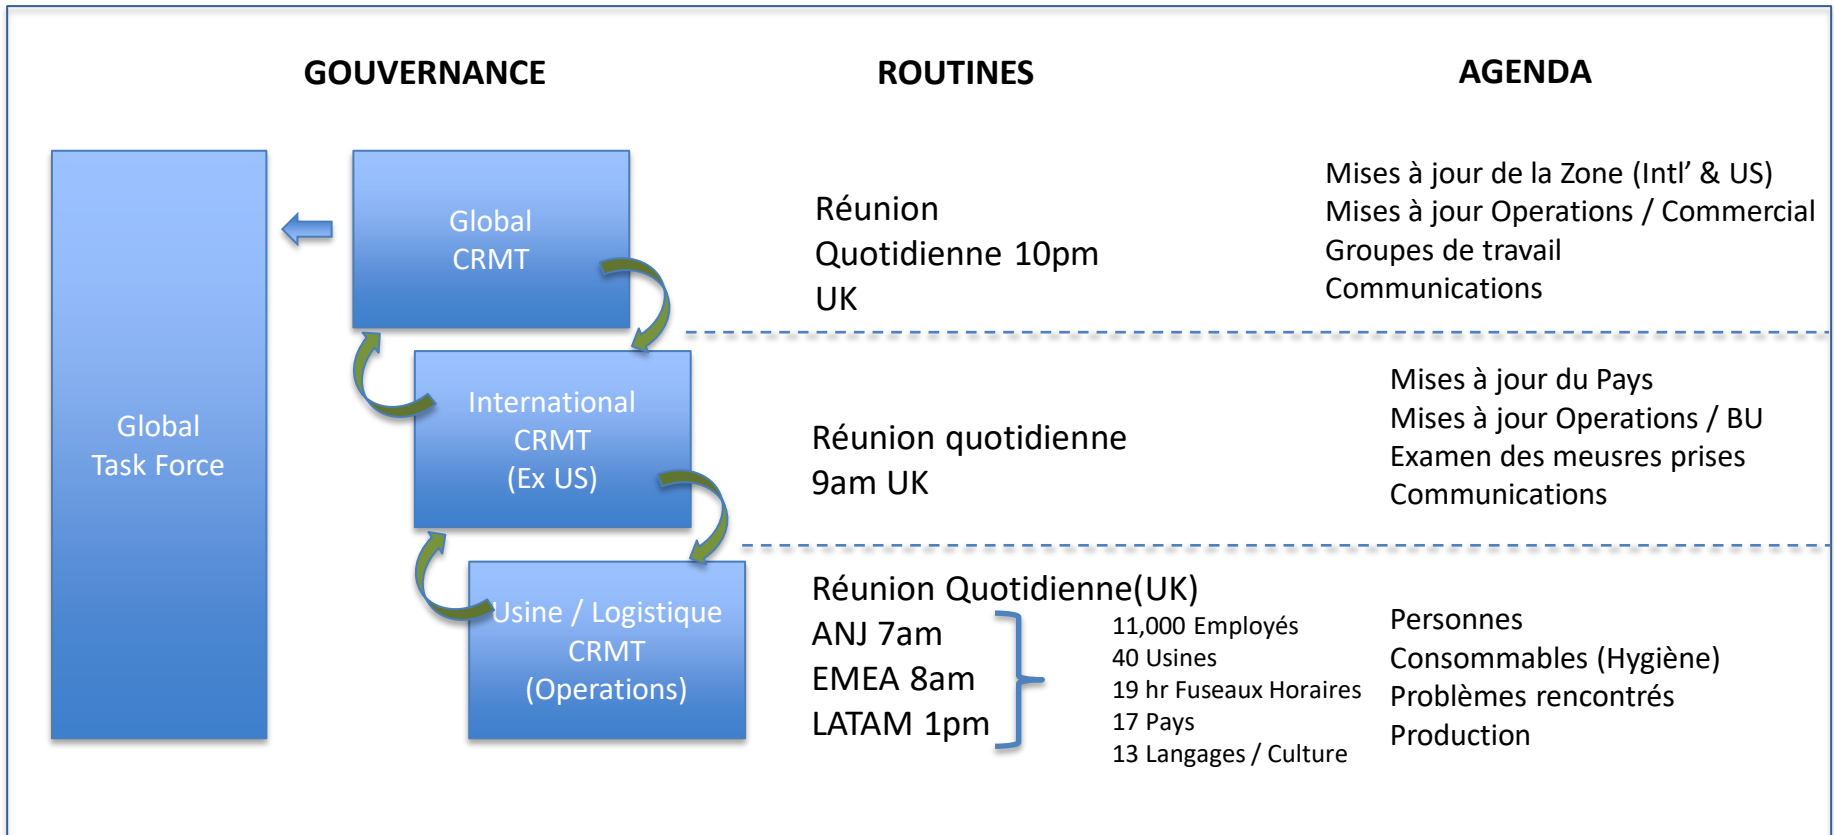 GOUVERNANCE
ROUTINES
AGENDA
Global
Task Force
Global
CRMT
Réunion
Quotidienne 10pm
UK
Mises à jour de la Zone (Intl’ & US)
Mises à jour Operations / Commercial
Groupes de travail
Communications
International
CRMT
(Ex US)
Réunion quotidienne
9am UK
Mises à jour du Pays
Mises à jour Operations / BU
Examen des meusres prises
Communications
Usine / Logistique
CRMT
(Operations)
Réunion Quotidienne(UK)
ANJ 7am
EMEA 8am
LATAM 1pm
11,000 Employés
40 Usines
19 hr Fuseaux Horaires
17 Pays
13 Langages / Culture
Personnes
Consommables (Hygiène)
Problèmes rencontrés
Production